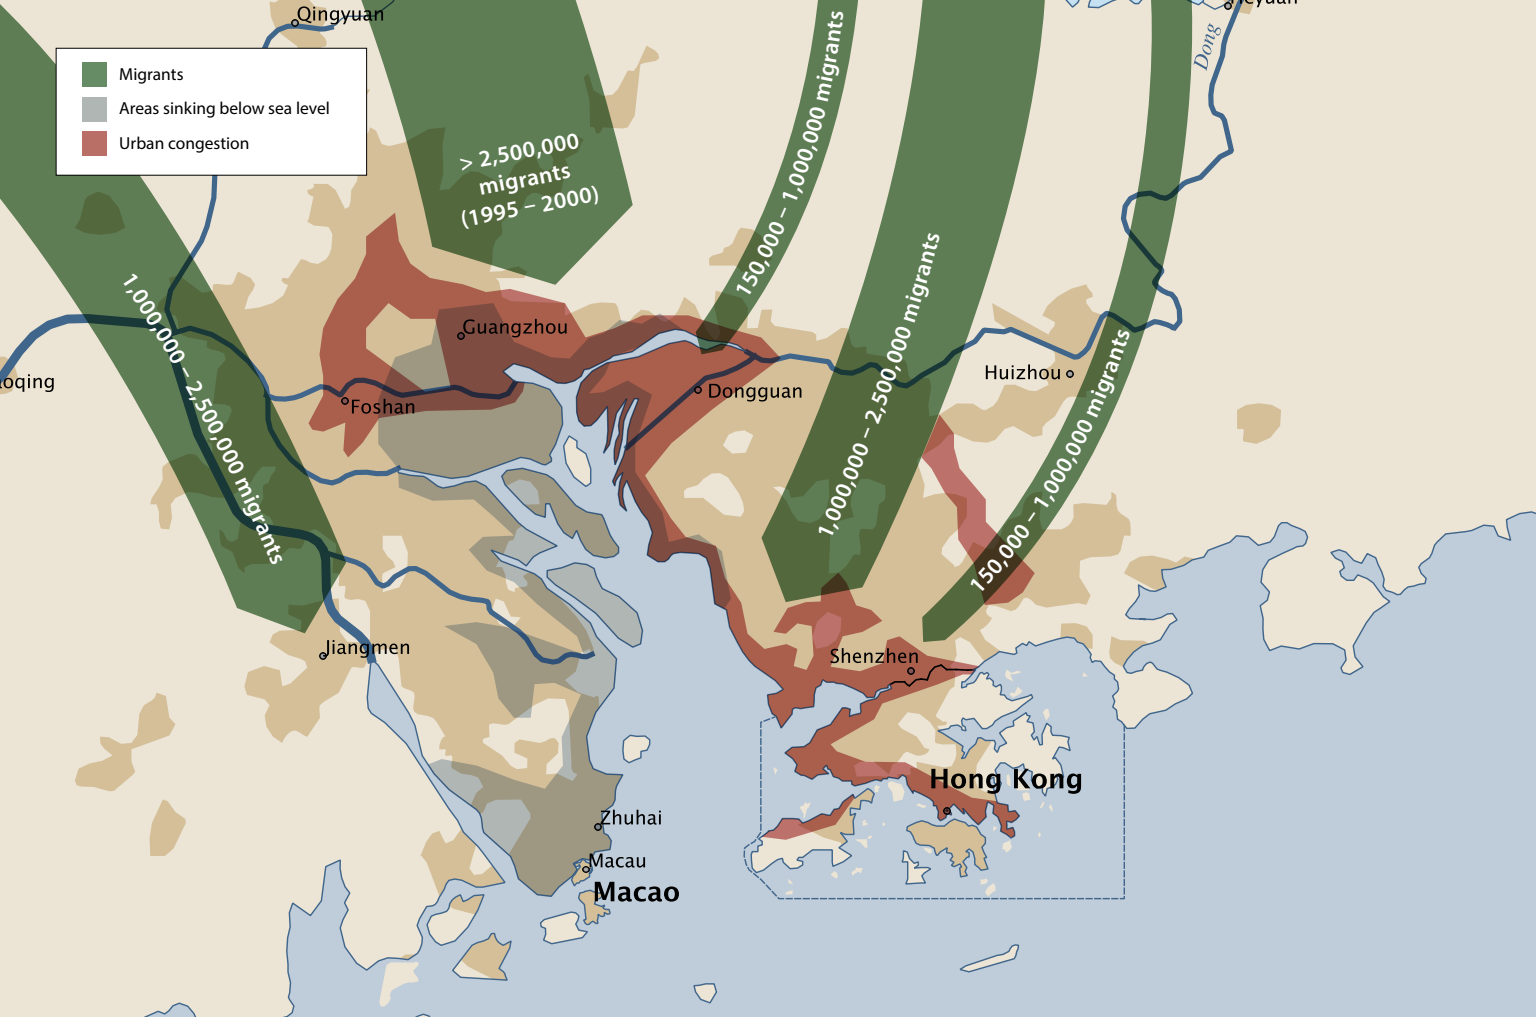 Qingyuan
Dong
Migrants
Areas sinking below sea level
Urban congestion
> 2,500,000
migrants
(1995 – 2000)
150,000 – 1,000,000 migrants
1,000,000 – 2,500,000 migrants
1,000,000 – 2,500,000 migrants
150,000 – 1,000,000 migrants
Guangzhou
Huizhou
oqing
Dongguan
Foshan
Jiangmen
Shenzhen
Hong Kong
Zhuhai
Macau
Macao